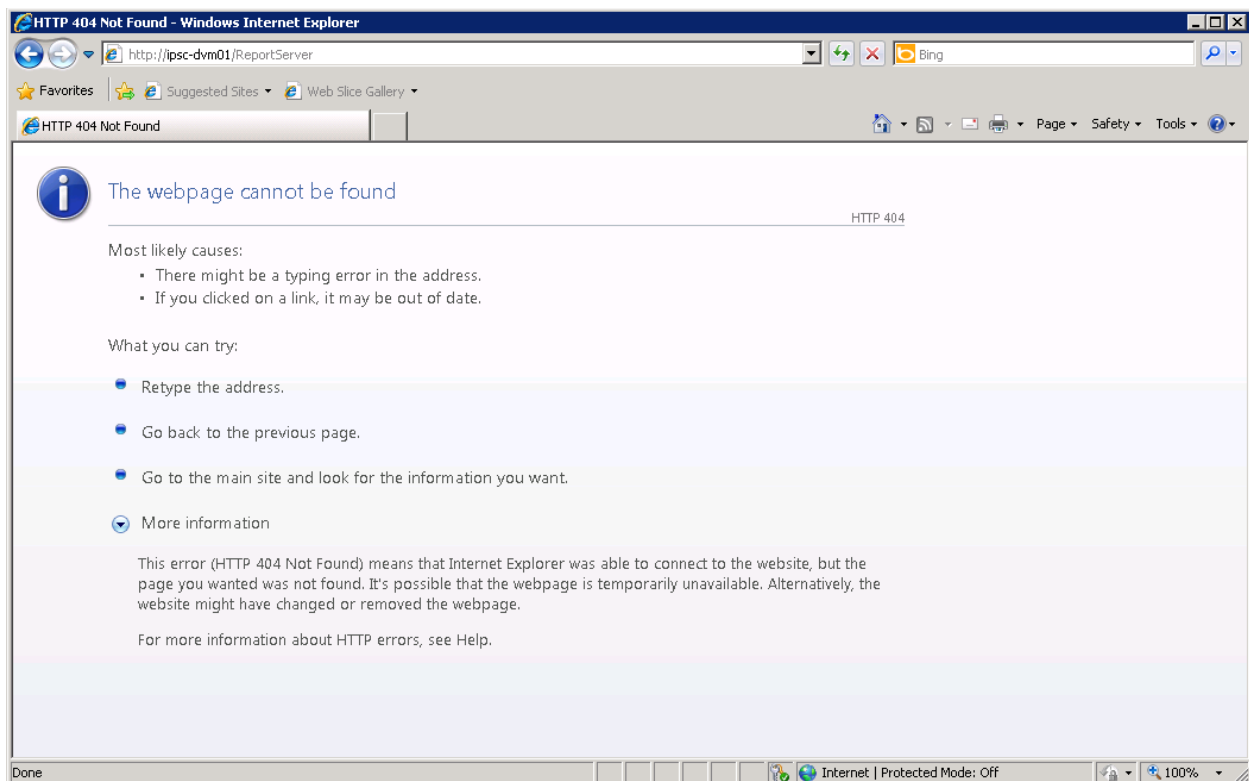 HTTP 404 Not Found - Windows Internet Explorer
http://ipsc-dvm01/ReportServer
Bing
Favorites
Suggested Sites
Web Slice Gallery
HTTP 404 Not Found
Page
Safety
Tools
The webpage cannot be found
HTTP 404
Most likely causes:
• There might be a typing error in the address.
• If you clicked on a link, it may be out of date.
What you can try:
Retype the address.
Go back to the previous page.
Go to the main site and look for the information you want.
More information
This error (HTTP 404 Not Found) means that Internet Explorer was able to connect to the website, but the
page you wanted was not found. It's possible that the webpage is temporarily unavailable. Alternatively, the
website might have changed or removed the webpage.
For more information about HTTP errors, see Help.
Done
Internet | Protected Mode: Off
100%